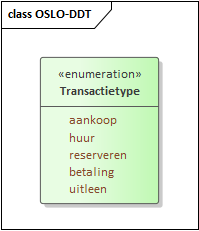 class OSLO-DDT
«enumeration»
Transactietype
aankoop
huur
reserveren
betaling
uitleen